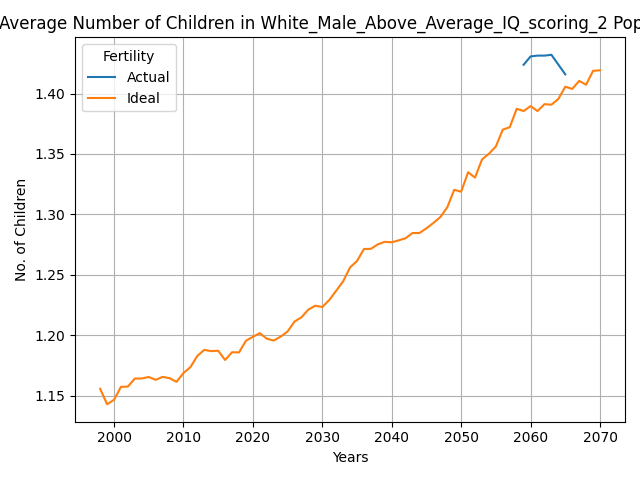 Average Number of Children in White_Male_Above_Average_IQ_scoring_2 Pop
Fertility
Actual
Ideal
1.40
1.35
1.30
1.25
1.20
1.15
No. of Children
2000 2010 2020 2030 2040 2050 2060 2070
Years